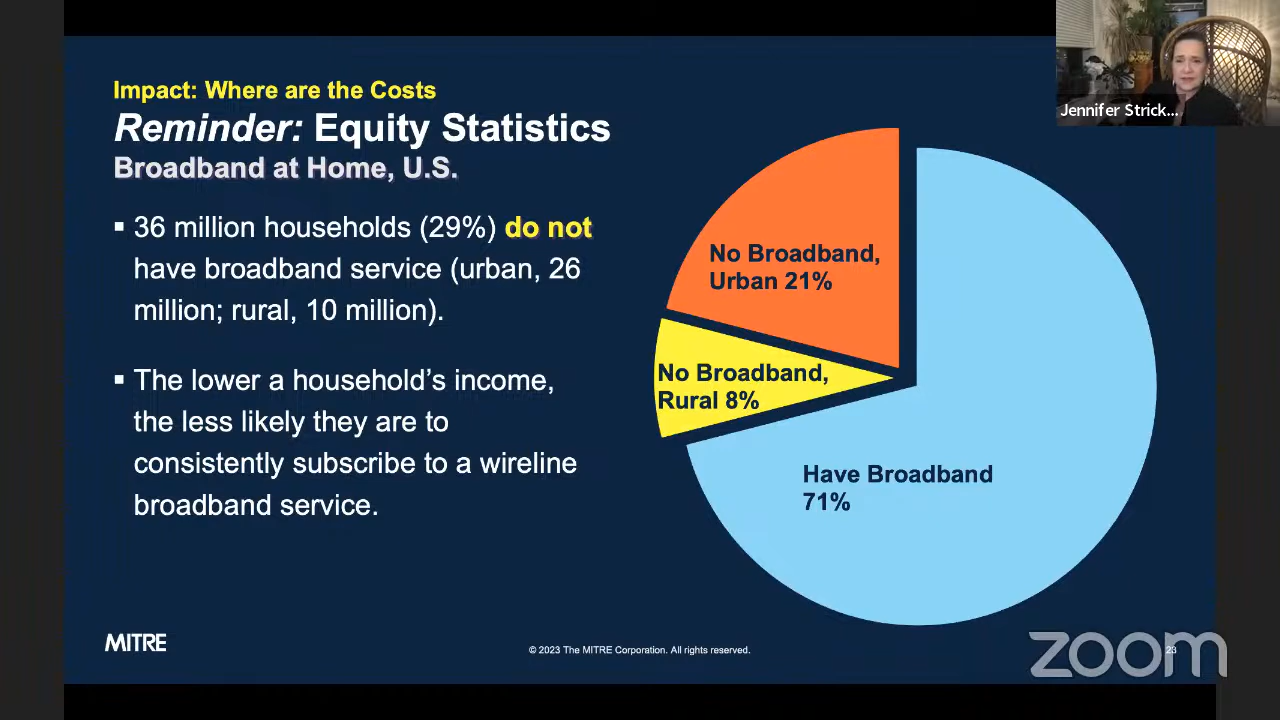 Impact: Where are the Costs
Reminder: Equity Statistics
Broadband at Home, U.S.
▪ 36 million households (29%) do not
have broadband service (urban, 26
million; rural, 10 million).
▪ The lower a household’s income,
the less likely they are to
consistently subscribe to a wireline
broadband service.
No Broadband,
Urban 21%
No Broadband,
Rural 8%
Have Broadband
71%
Jennifer Strick...
MITRE
© 2023 The MITRE Corporation. All rights reserved.
23
zoom